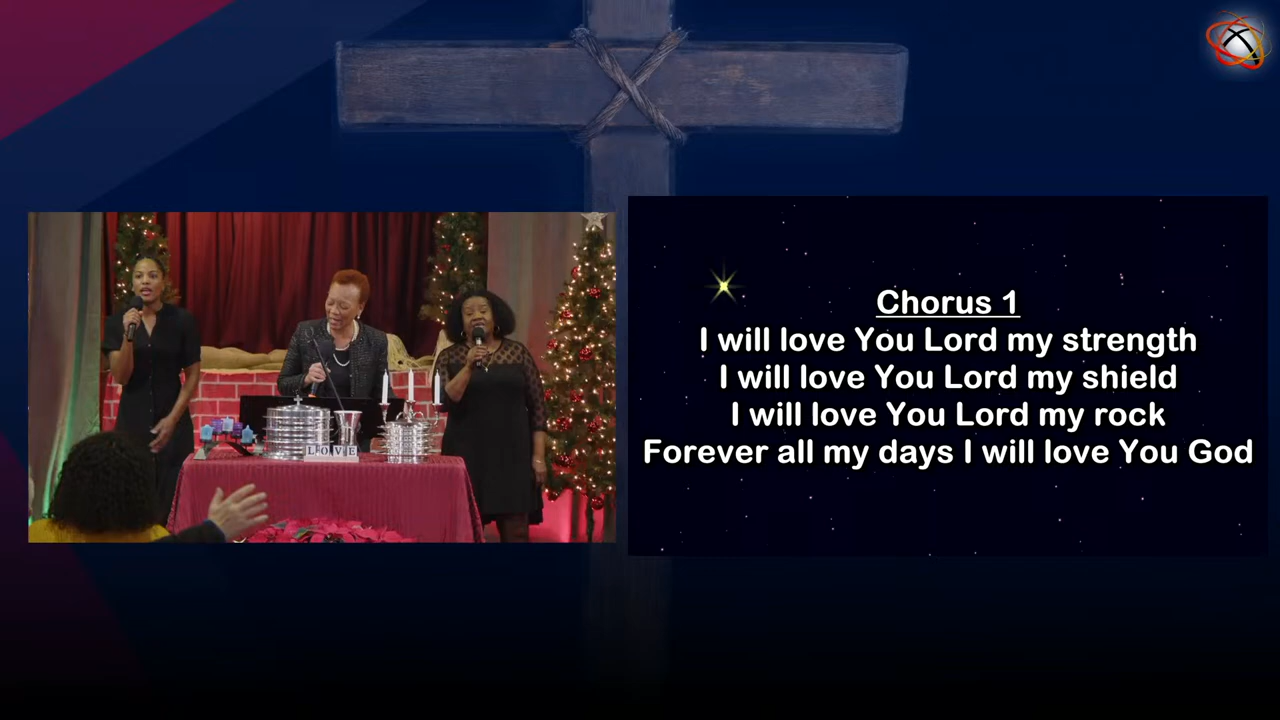 LOVE
Chorus 1
I will love You Lord my strength
I will love You Lord my shield
I will love You Lord my rock
Forever all my days I will love You God